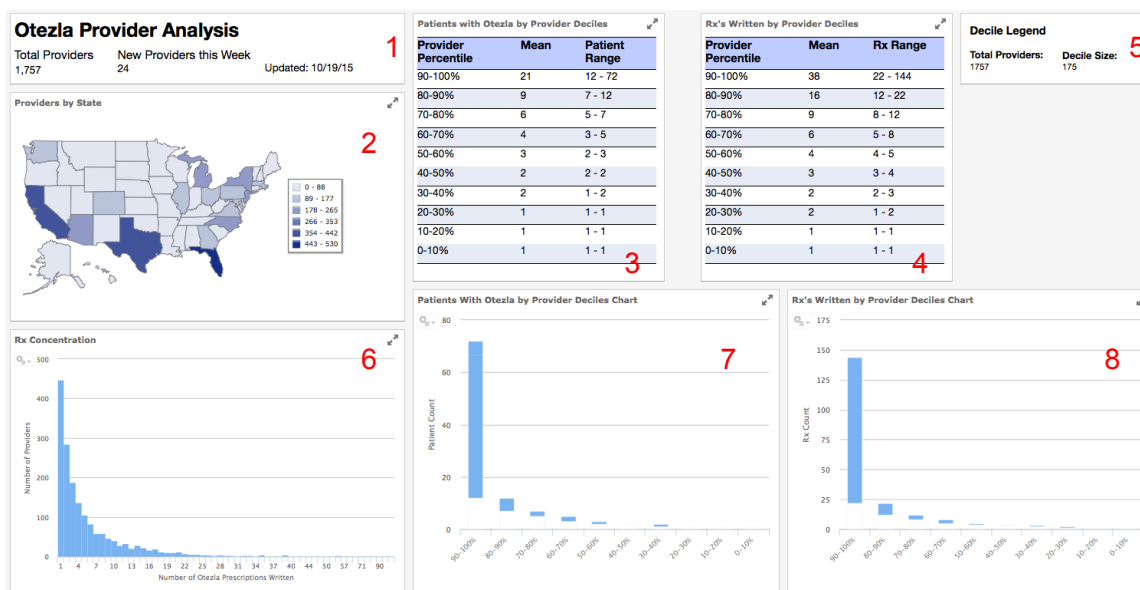 Otezla Provider Analysis
Total Providers New Providers this Week
1,757 24 Updated: 10/19/15
1
Providers by State
2
0 - 88
89 - 177
178 - 265
266 - 353
354 - 442
443 - 530
Patients with Otezla by Provider Deciles
Provider Percentile Mean Patient Range
90-100% 21 12 - 72
80-90% 9 7 - 12
70-80% 6 5 - 7
60-70% 4 3 - 5
50-60% 3 2 - 3
40-50% 2 2 - 2
30-40% 2 1 - 2
20-30% 1 1 - 1
10-20% 1 1 - 1
0-10% 1 1 - 1
3
Rx's Written by Provider Deciles
Provider Percentile Mean Rx Range
90-100% 38 22 - 144
80-90% 16 12 - 22
70-80% 9 8 - 12
60-70% 6 5 - 8
50-60% 4 4 - 5
40-50% 3 3 - 4
30-40% 2 2 - 3
20-30% 2 1 - 2
10-20% 1 1 - 1
0-10% 1 1 - 1
4
Decile Legend
Total Providers: Decile Size:
1757 175
5
Rx Concentration
6
500
400
300
200
100
0
Number of Providers
1 4 7 10 13 16 19 22 25 28 31 34 37 40 44 50 57 71 90
Number of Otezla Prescriptions Written
Patients With Otezla by Provider Deciles Chart
7
80
60
40
20
0
Patient Count
90-100% 80-90% 70-80% 60-70% 50-60% 40-50% 30-40% 20-30% 10-20% 0-10%
Rx's Written by Provider Deciles Chart
8
175
150
125
100
75
50
25
0
Rx Count
90-100% 80-90% 70-80% 60-70% 50-60% 40-50% 30-40% 20-30% 10-20% 0-10%